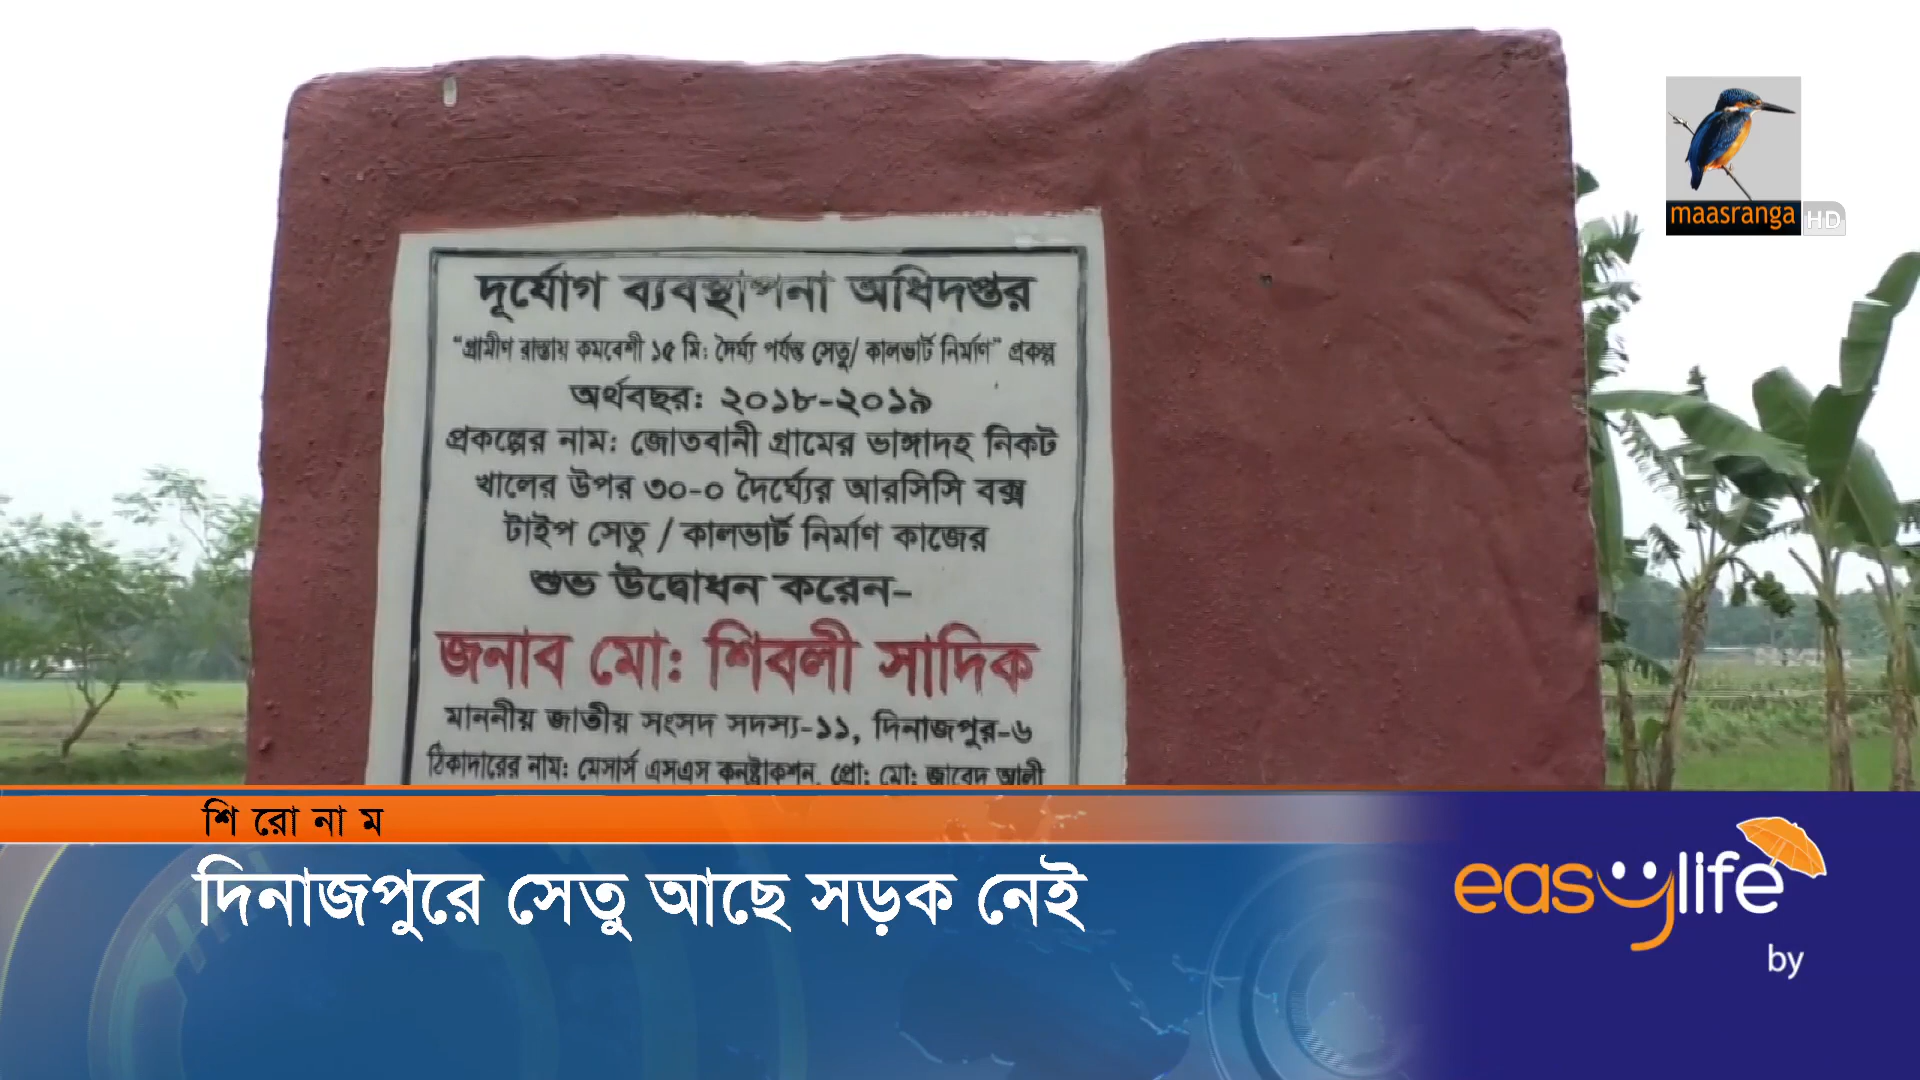 maasranga HD
দূর্যোগ ব্যবস্থাপনা অধিদপ্তর
"গ্রামীণ রাস্তায় কমবেশী ১৫ মি: দৈর্ঘ্য পর্যন্ত সেতু/ কালভার্ট নির্মাণ" প্রকল্প
অর্থবছর: ২০১৮-২০১৯
প্রকল্পের নাম: জোতবানী গ্রামের ভাঙ্গাদহ নিকট
খালের উপর ৩০-০ দৈর্ঘ্যের আরসিসি বক্স
টাইপ সেতু / কালভার্ট নির্মাণ কাজের
শুভ উদ্বোধন করেন-
জনাব মো: শিবলী সাদিক
মাননীয় জাতীয় সংসদ সদস্য-১১, দিনাজপুর-৬
ঠিকাদারের নাম: মেসার্স এসএস কনষ্ট্রাকশন, প্রো: মো: জাবেদ আলী
শিরোনাম
দিনাজপুরে সেতু আছে সড়ক নেই
easylife
by